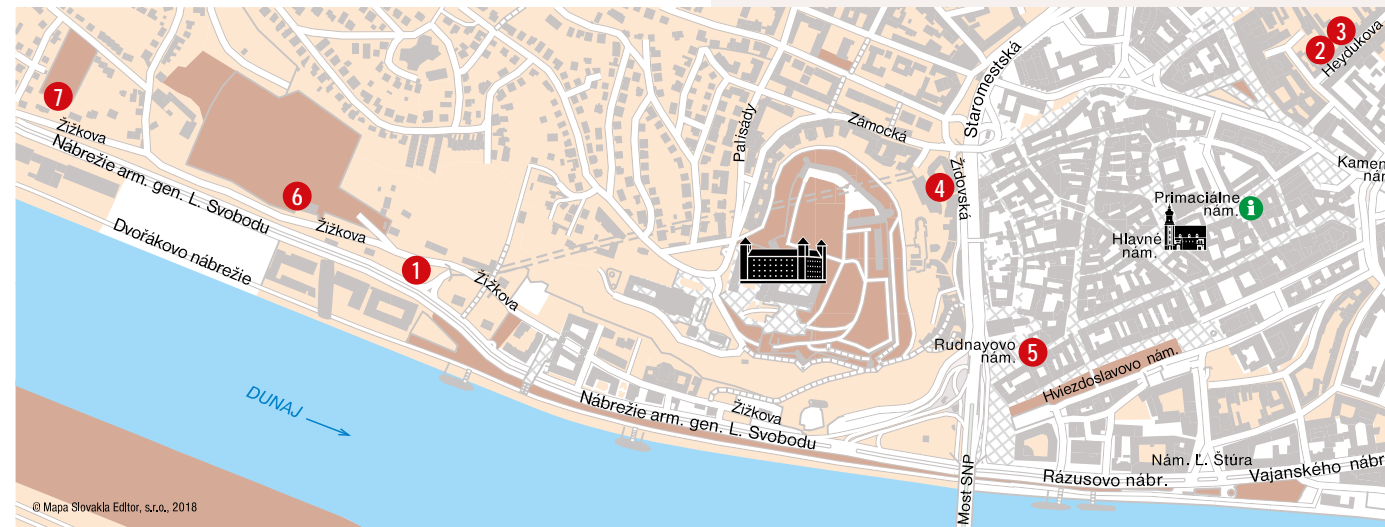 3
2
Heydukova
Staromestská
7
Žižkova
Palisády
Zámocká
Nábrežie arm. gen. L. Svobodu
Židovská
4
Kamen
nám
6
Primaciálne
nám.
i
Dvořákovo nábrežie
Žižkova
Hlavné
nám.
1
Žižkova
Rudnayovo
nám.
5
Hviezdoslavovo nám.
DUNAJ
Žižkova
Nábrežie arm. gen. L. Svobodu
Nám. Ľ. Štúra
Most SNP
Rázusovo nábr.
Vajanského nábr
© Mapa Slovakia Editor, s.r.o., 2018